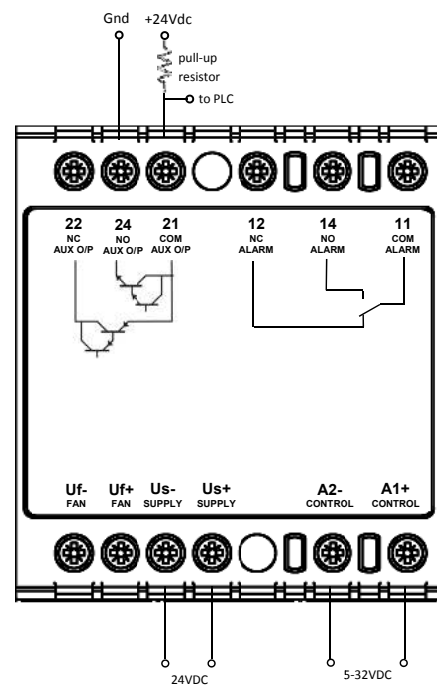 Gnd +24Vdc
pull-up
resistor
to PLC
22 24 21 12 14 11
NC NO COM NC NO COM
AUX O/P AUX O/P AUX O/P ALARM ALARM ALARM
Uf- Uf+ Us- Us+ A2- A1+
FAN FAN SUPPLY SUPPLY CONTROL CONTROL
24VDC 5-32VDC